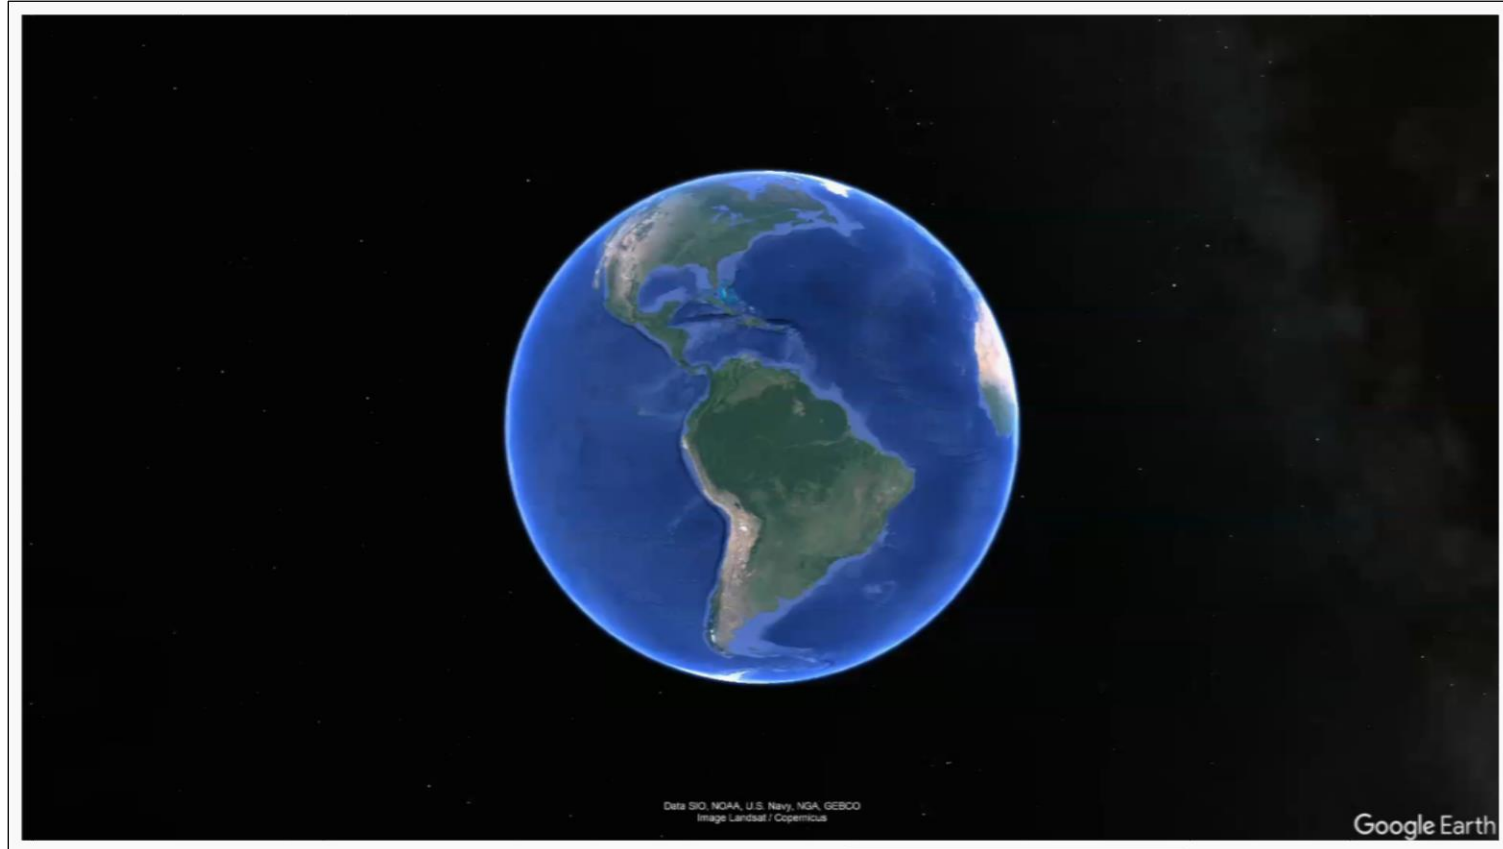 Data SIO, NOAA, U.S. Navy, NGA, GEBCO
Image Landsat / Copernicus
Google Earth